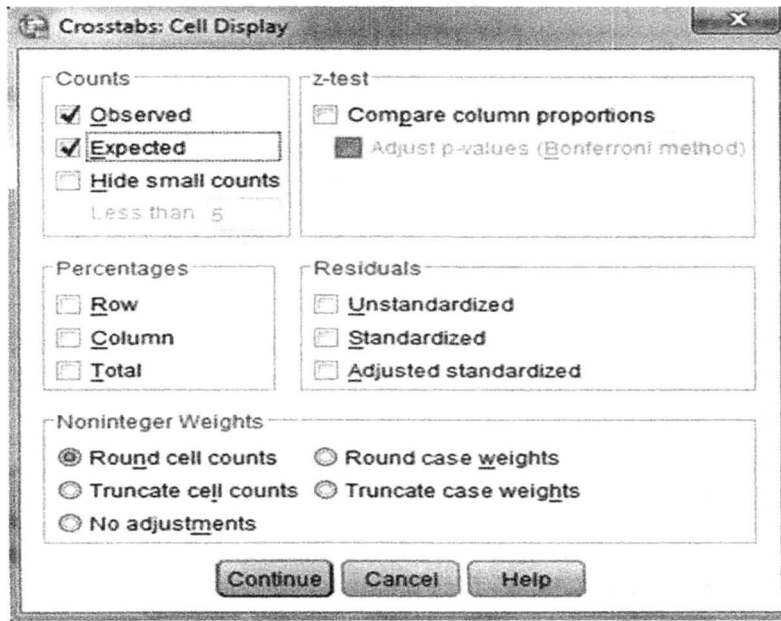 Crosstabs: Cell Display
Counts
Observed
Expected
Hide small counts
Less than 5
z-test
Compare column proportions
Adjust p-values (Bonferroni method)
Percentages
Row
Column
Total
Residuals
Unstandardized
Standardized
Adjusted standardized
Noninteger Weights
Round cell counts
Round case weights
Truncate cell counts
Truncate case weights
No adjustments
Continue
Cancel
Help